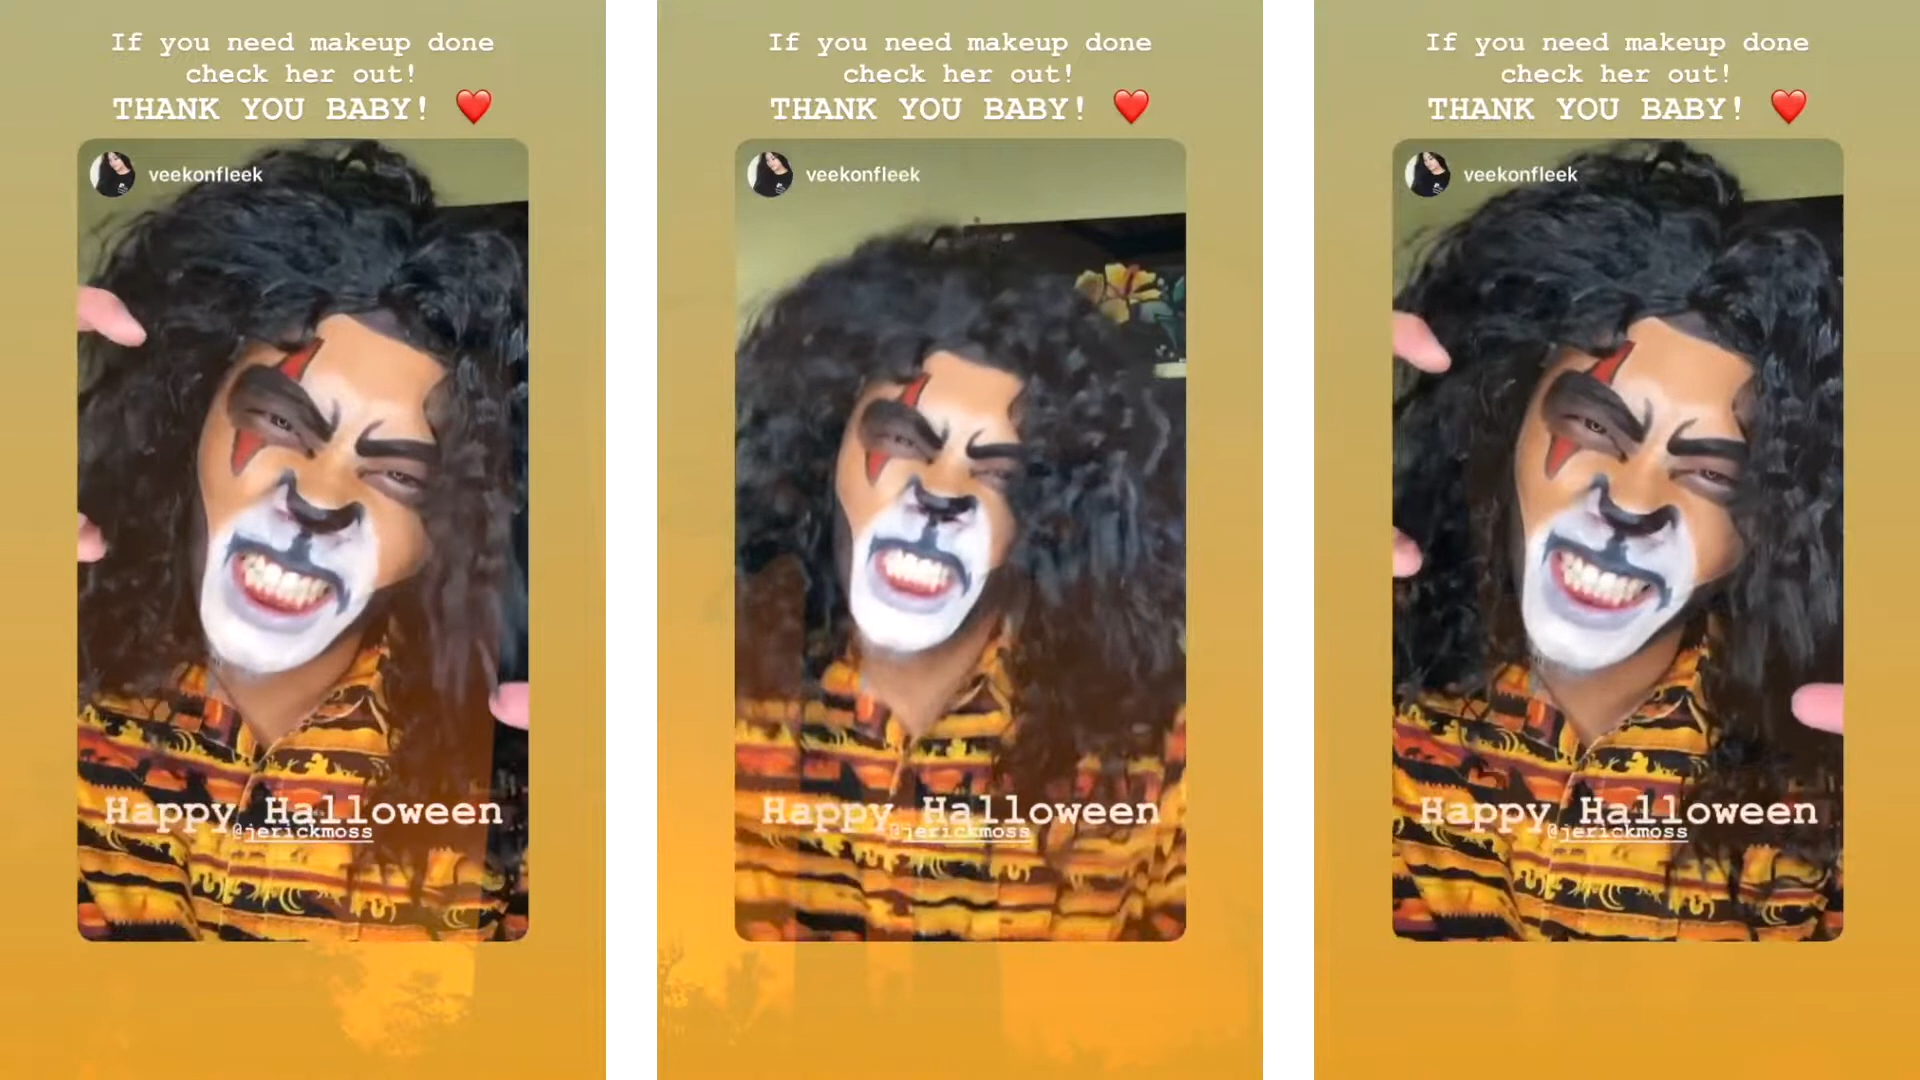 If you need makeup done
check her out!
THANK YOU BABY! ❤️
veekonfleek
Happy Halloween
@jerickmoss
If you need makeup done
check her out!
THANK YOU BABY! ❤️
veekonfleek
Happy Halloween
@jerickmoss
If you need makeup done
check her out!
THANK YOU BABY! ❤️
veekonfleek
Happy Halloween
@jerickmoss